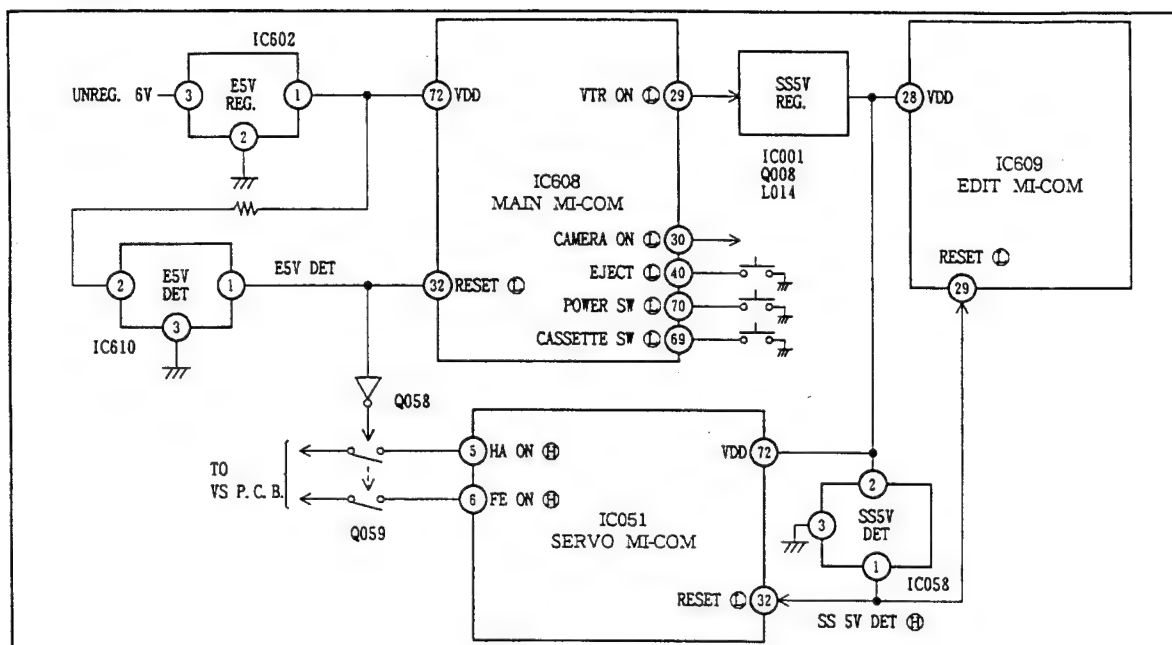 IC602
UNREG. 6V
3
E5V
REG.
1
2
72 VDD
VTR ON Ⓛ 29
SS5V
REG.
IC001
Q008
L014
28 VDD
IC609
EDIT MI-COM
RESET Ⓛ
29
IC608
MAIN MI-COM
CAMERA ON Ⓛ 30
EJECT Ⓛ 40
POWER SW Ⓛ 70
CASSETTE SW Ⓛ 69
2
E5V
DET
1
3
IC610
E5V DET
32 RESET Ⓛ
Q058
TO
VS P.C.B.
Q059
5 HA ON Ⓗ
6 FE ON Ⓗ
IC051
SERVO MI-COM
VDD 72
RESET Ⓛ 32
2
3
SS5V
DET
1
IC058
SS 5V DET Ⓗ